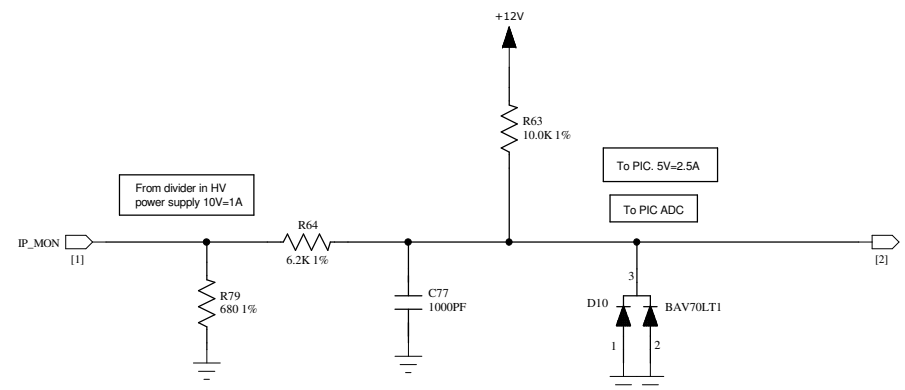 +12V
R63
10.0K 1%
To PIC. 5V=2.5A
From divider in HV
power supply 10V=1A
To PIC ADC
R64
IP_MON
[1]
6.2K 1%
[2]
3
R79
680 1%
C77
1000PF
D10
BAV70LT1
1
2